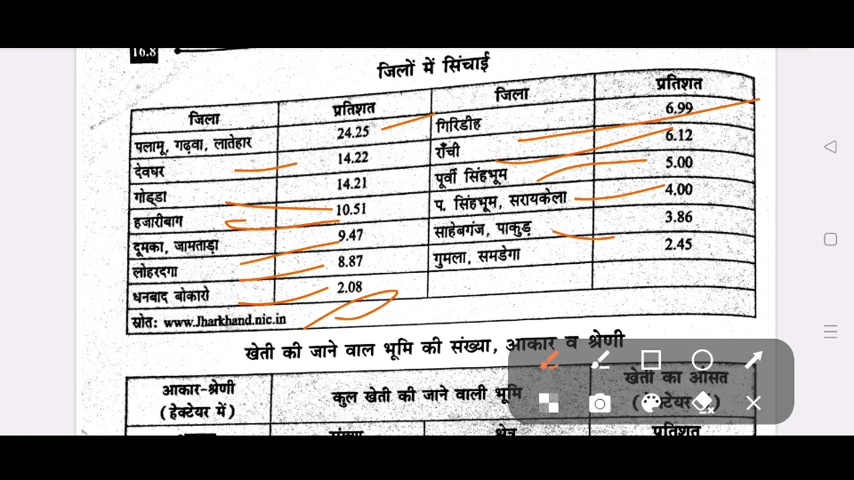 16.8
जिलों में सिंचाई
जिला प्रतिशत जिला प्रतिशत
पलामू, गढ़वा, लातेहार 24.25 गिरिडीह 6.99
देवघर 14.22 राँची 6.12
गोड्डा 14.21 पूर्वी सिंहभूम 5.00
हजारीबाग 10.51 प. सिंहभूम, सरायकेला 4.00
दूमका, जामताड़ा 9.47 साहेबगंज, पाकुड़ 3.86
लोहरदगा 8.87 गुमला, समडेगा 2.45
धनबाद बोकारो 2.08
स्रोत: www.Jharkhand.nic.in
खेती की जाने वाल भूमि की संख्या, आकार व श्रेणी
आकार-श्रेणी कुल खेती की जाने वाली भूमि खेती का औसत
(हेक्टेयर में)
संख्या क्षेत्र प्रतिशत